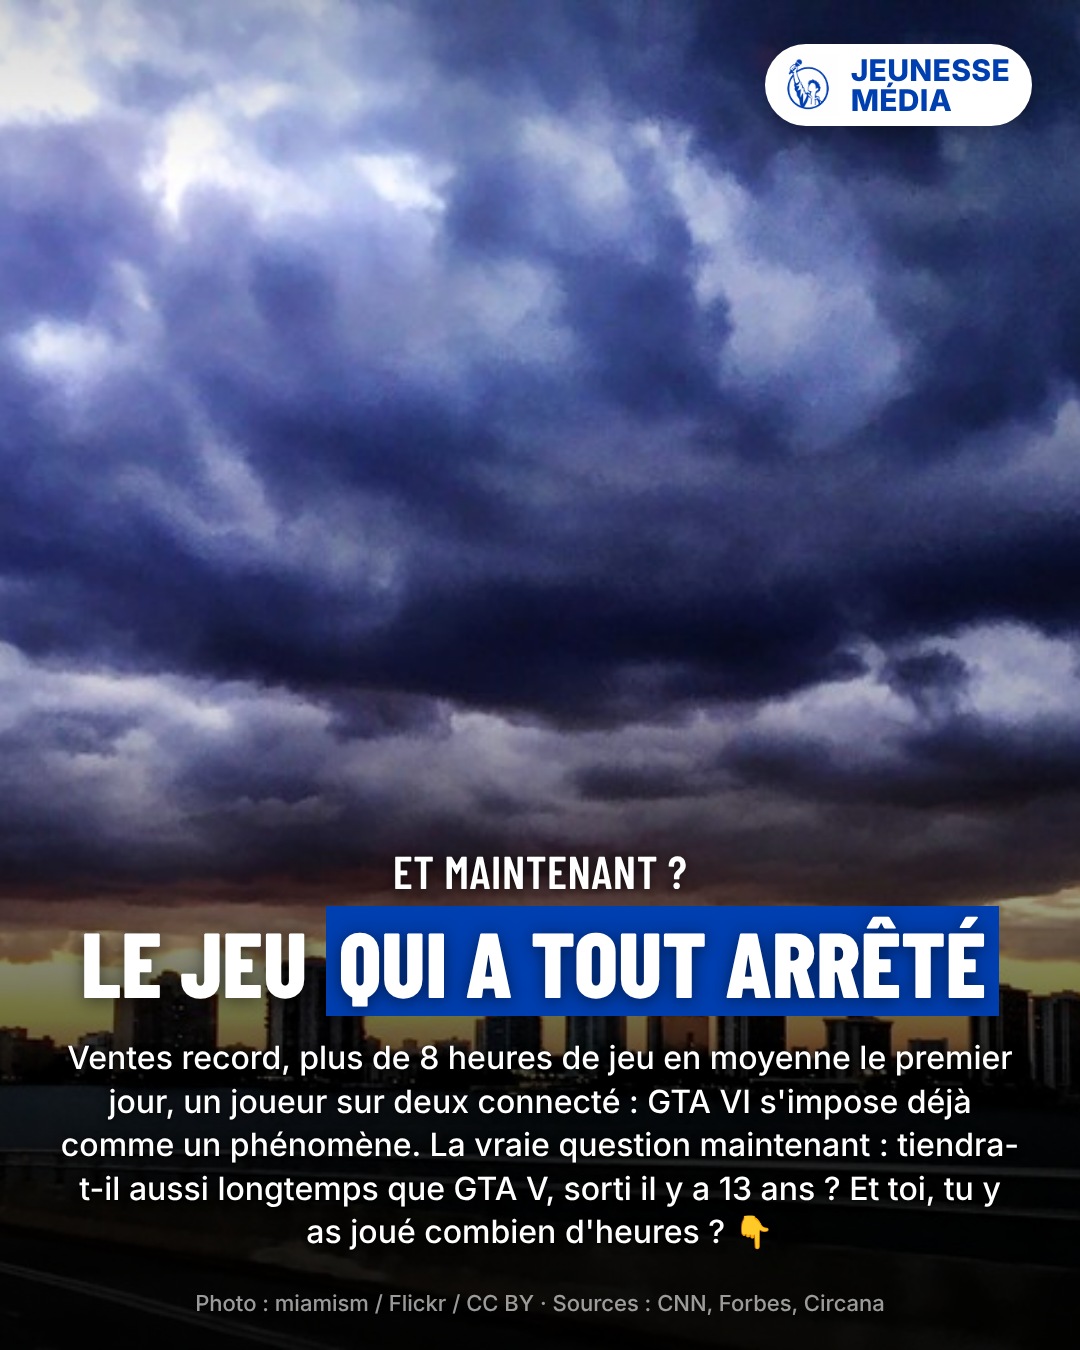 JEUNESSE
MÉDIA
ET MAINTENANT ?
LE JEU QUI A TOUT ARRÊTÉ
Ventes record, plus de 8 heures de jeu en moyenne le premier
jour, un joueur sur deux connecté : GTA VI s'impose déjà
comme un phénomène. La vraie question maintenant : tiendra-
t-il aussi longtemps que GTA V, sorti il y a 13 ans ? Et toi, tu y
as joué combien d'heures ? 👇
Photo : miamism / Flickr / CC BY · Sources : CNN, Forbes, Circana